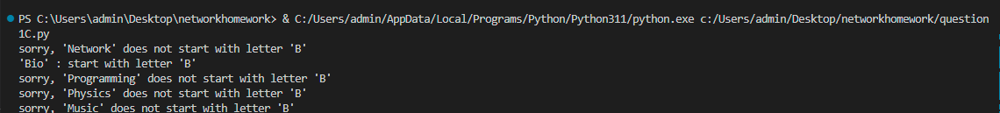 PS C:\Users\admin\Desktop\networkhomework> & C:/Users/admin/AppData/Local/Programs/Python/Python311/python.exe c:/Users/admin/Desktop/networkhomework/question
1C.py
sorry, 'Network' does not start with letter 'B'
'Bio' : start with letter 'B'
sorry, 'Programming' does not start with letter 'B'
sorry, 'Physics' does not start with letter 'B'
sorry, 'Music' does not start with letter 'B'